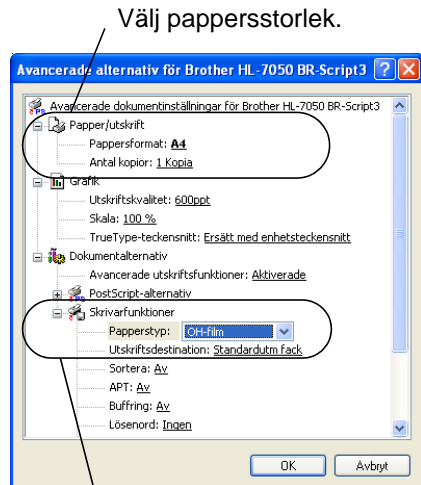 Välj pappersstorlek.
Avancerade alternativ för Brother HL-7050 BR-Script3
Avancerade dokumentinställningar för Brother HL-7050 BR-Script3
Papper/utskrift
Pappersformat: A4
Antal kopior: 1 Kopia
Grafik
Utskriftskvalitet: 600ppt
Skala: 100 %
TrueType-teckensnitt: Ersätt med enhetsteckensnitt
Dokumentalternativ
Avancerade utskriftsfunktioner: Aktiverade
PostScript-alternativ
Skrivarfunktioner
Papperstyp: OH-film
Utskriftsdestination: Standardutm fack
Sortera: Av
APT: Av
Buffring: Av
Lösenord: Ingen
OK Avbryt